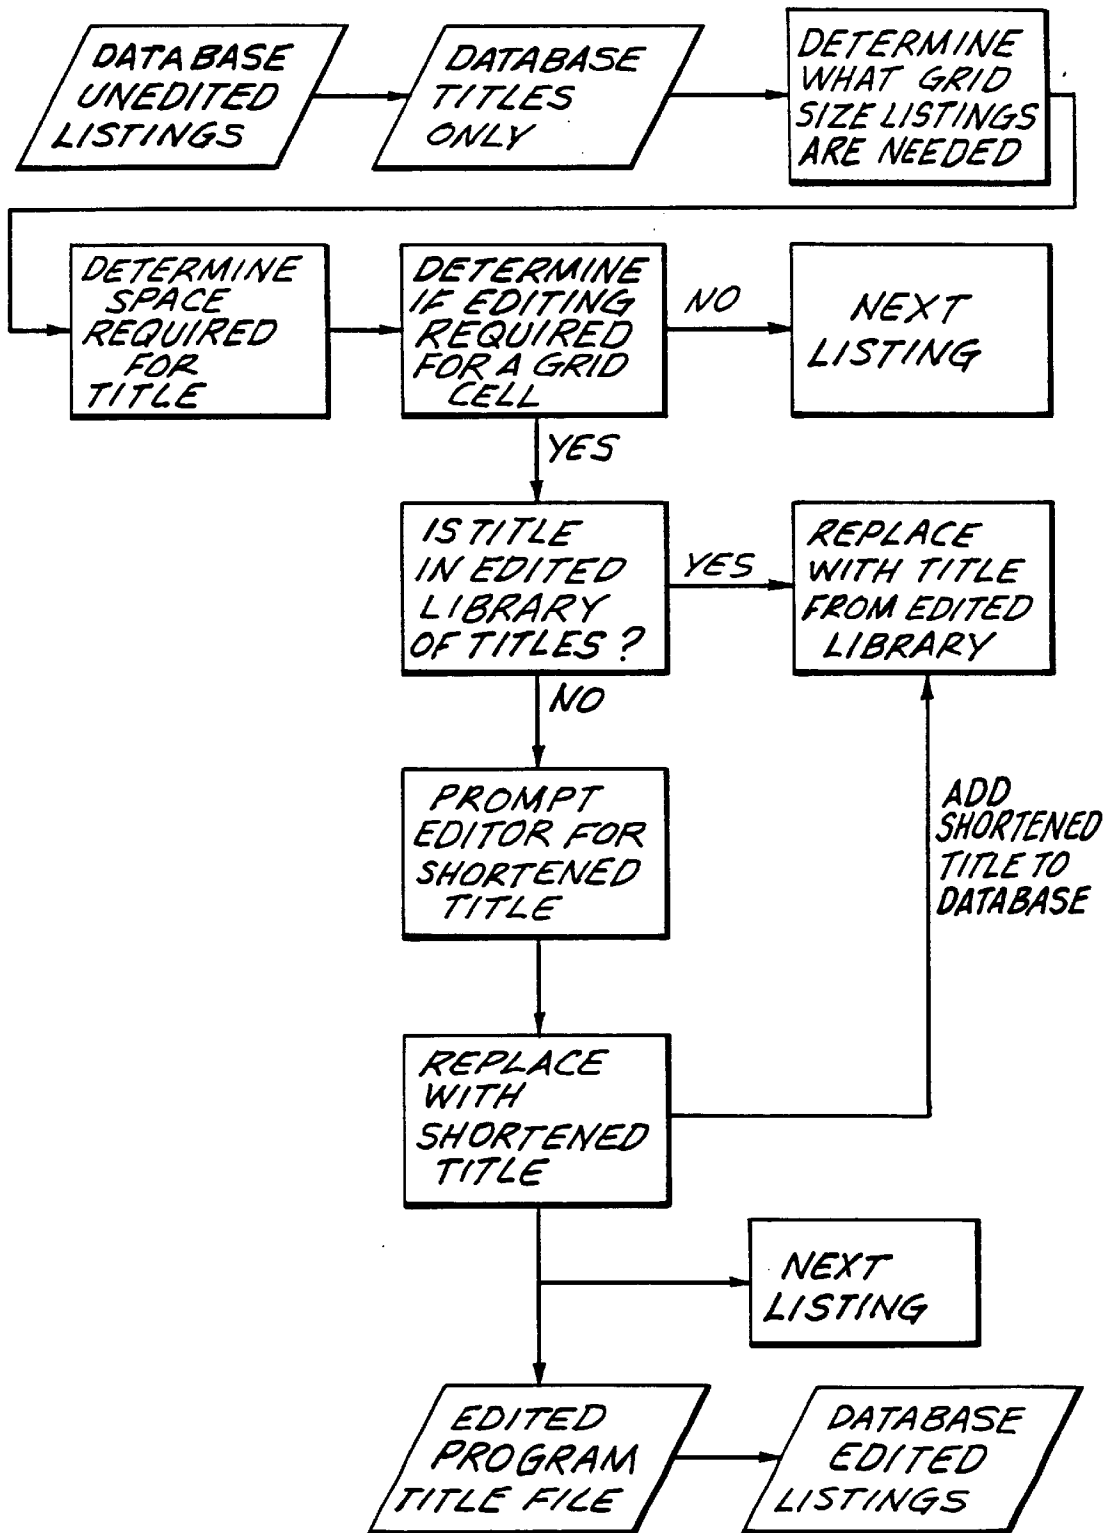 DATABASE
UNEDITED
LISTINGS
DATABASE
TITLES
ONLY
DETERMINE
WHAT GRID
SIZE LISTINGS
ARE NEEDED
DETERMINE
SPACE
REQUIRED
FOR
TITLE
DETERMINE
IF EDITING
REQUIRED
FOR A GRID
CELL
NO
NEXT
LISTING
YES
IS TITLE
IN EDITED
LIBRARY
OF TITLES?
YES
REPLACE
WITH TITLE
FROM EDITED
LIBRARY
NO
PROMPT
EDITOR FOR
SHORTENED
TITLE
ADD
SHORTENED
TITLE TO
DATABASE
REPLACE
WITH
SHORTENED
TITLE
NEXT
LISTING
EDITED
PROGRAM
TITLE FILE
DATABASE
EDITED
LISTINGS